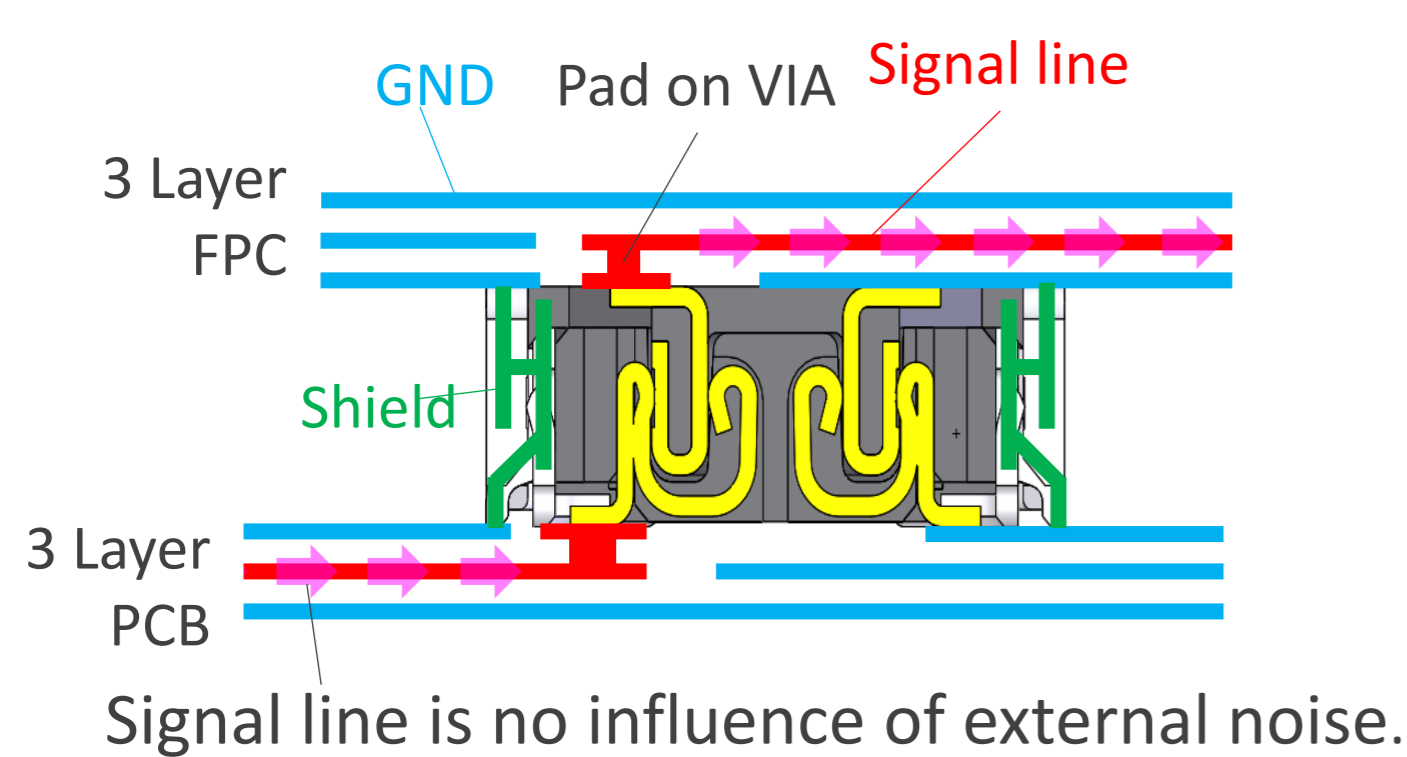 GND
Pad on VIA
Signal line
3 Layer
FPC
Shield
3 Layer
PCB
Signal line is no influence of external noise.